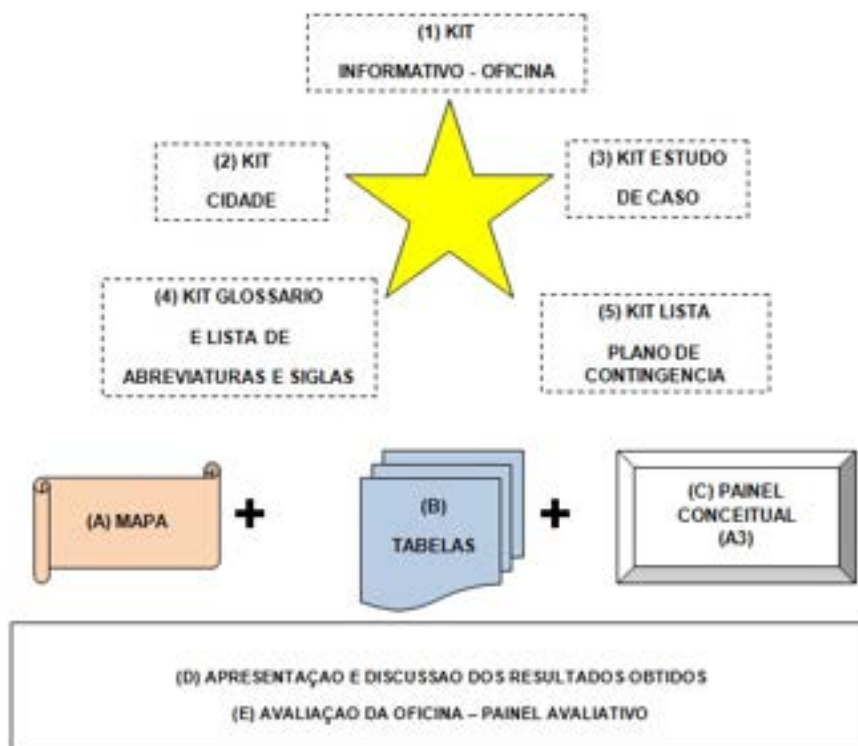 (1) KIT
INFORMATIVO - OFICINA
(2) KIT
CIDADE
(3) KIT ESTUDO
DE CASO
(4) KIT GLOSSARIO
E LISTA DE
ABREVIATURAS E SIGLAS
(5) KIT LISTA
PLANO DE
CONTINGENCIA
(A) MAPA
+
(B)
TABELAS
+
(C) PAINEL
CONCEITUAL
(A3)
(D) APRESENTAÇAO E DISCUSSAO DOS RESULTADOS OBTIDOS
(E) AVALIAÇAO DA OFICINA – PAINEL AVALIATIVO